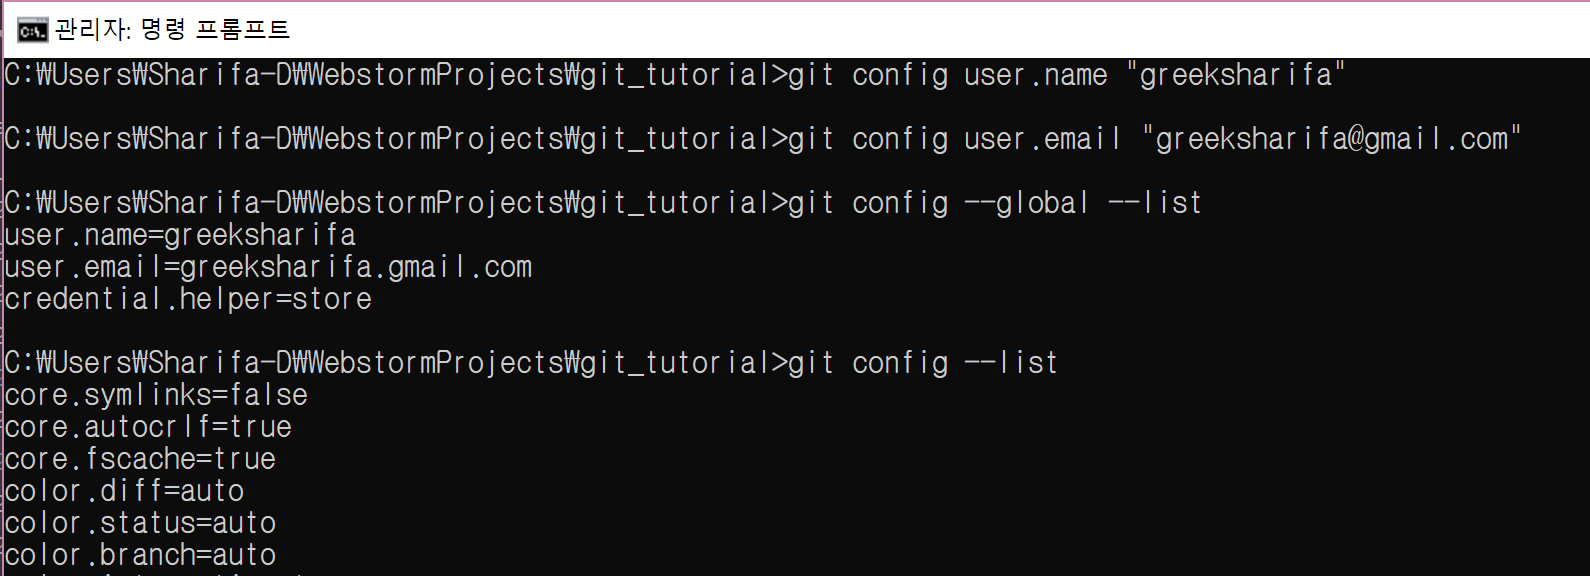 관리자: 명령 프롬프트
C:₩Users₩Sharifa-D₩WebstormProjects₩git_tutorial>git config user.name "greeksharifa"
C:₩Users₩Sharifa-D₩WebstormProjects₩git_tutorial>git config user.email "greeksharifa@gmail.com"
C:₩Users₩Sharifa-D₩WebstormProjects₩git_tutorial>git config --global --list
user.name=greeksharifa
user.email=greeksharifa.gmail.com
credential.helper=store
C:₩Users₩Sharifa-D₩WebstormProjects₩git_tutorial>git config --list
core.symlinks=false
core.autocrlf=true
core.fscache=true
color.diff=auto
color.status=auto
color.branch=auto